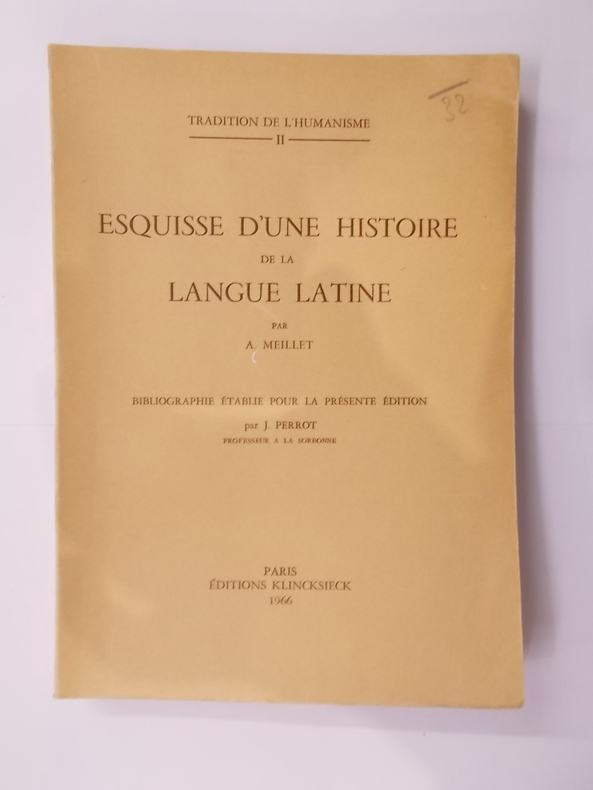 32
TRADITION DE L'HUMANISME
II
ESQUISSE D'UNE HISTOIRE
DE LA
LANGUE LATINE
PAR
A. MEILLET
BIBLIOGRAPHIE ÉTABLIE POUR LA PRÉSENTE ÉDITION
par J. PERROT
PROFESSEUR A LA SORBONNE
PARIS
ÉDITIONS KLINCKSIECK
1966